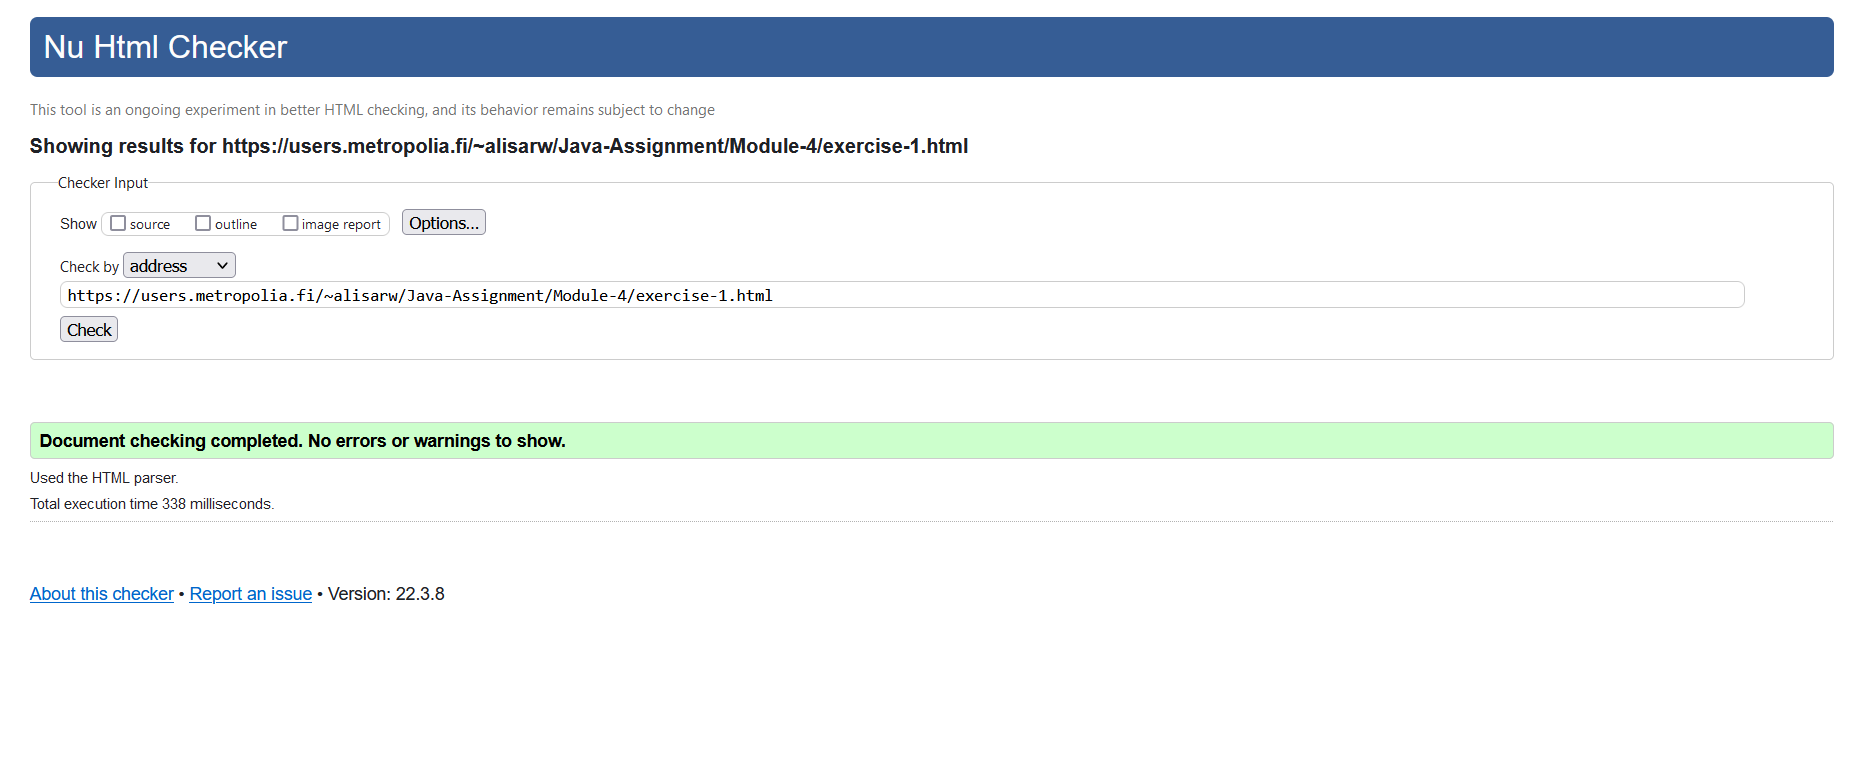 Nu Html Checker
This tool is an ongoing experiment in better HTML checking, and its behavior remains subject to change
Showing results for https://users.metropolia.fi/~alisarw/Java-Assignment/Module-4/exercise-1.html
Checker Input
Show source outline image report Options...
Check by address
https://users.metropolia.fi/~alisarw/Java-Assignment/Module-4/exercise-1.html
Check
Document checking completed. No errors or warnings to show.
Used the HTML parser.
Total execution time 338 milliseconds.
About this checker • Report an issue • Version: 22.3.8